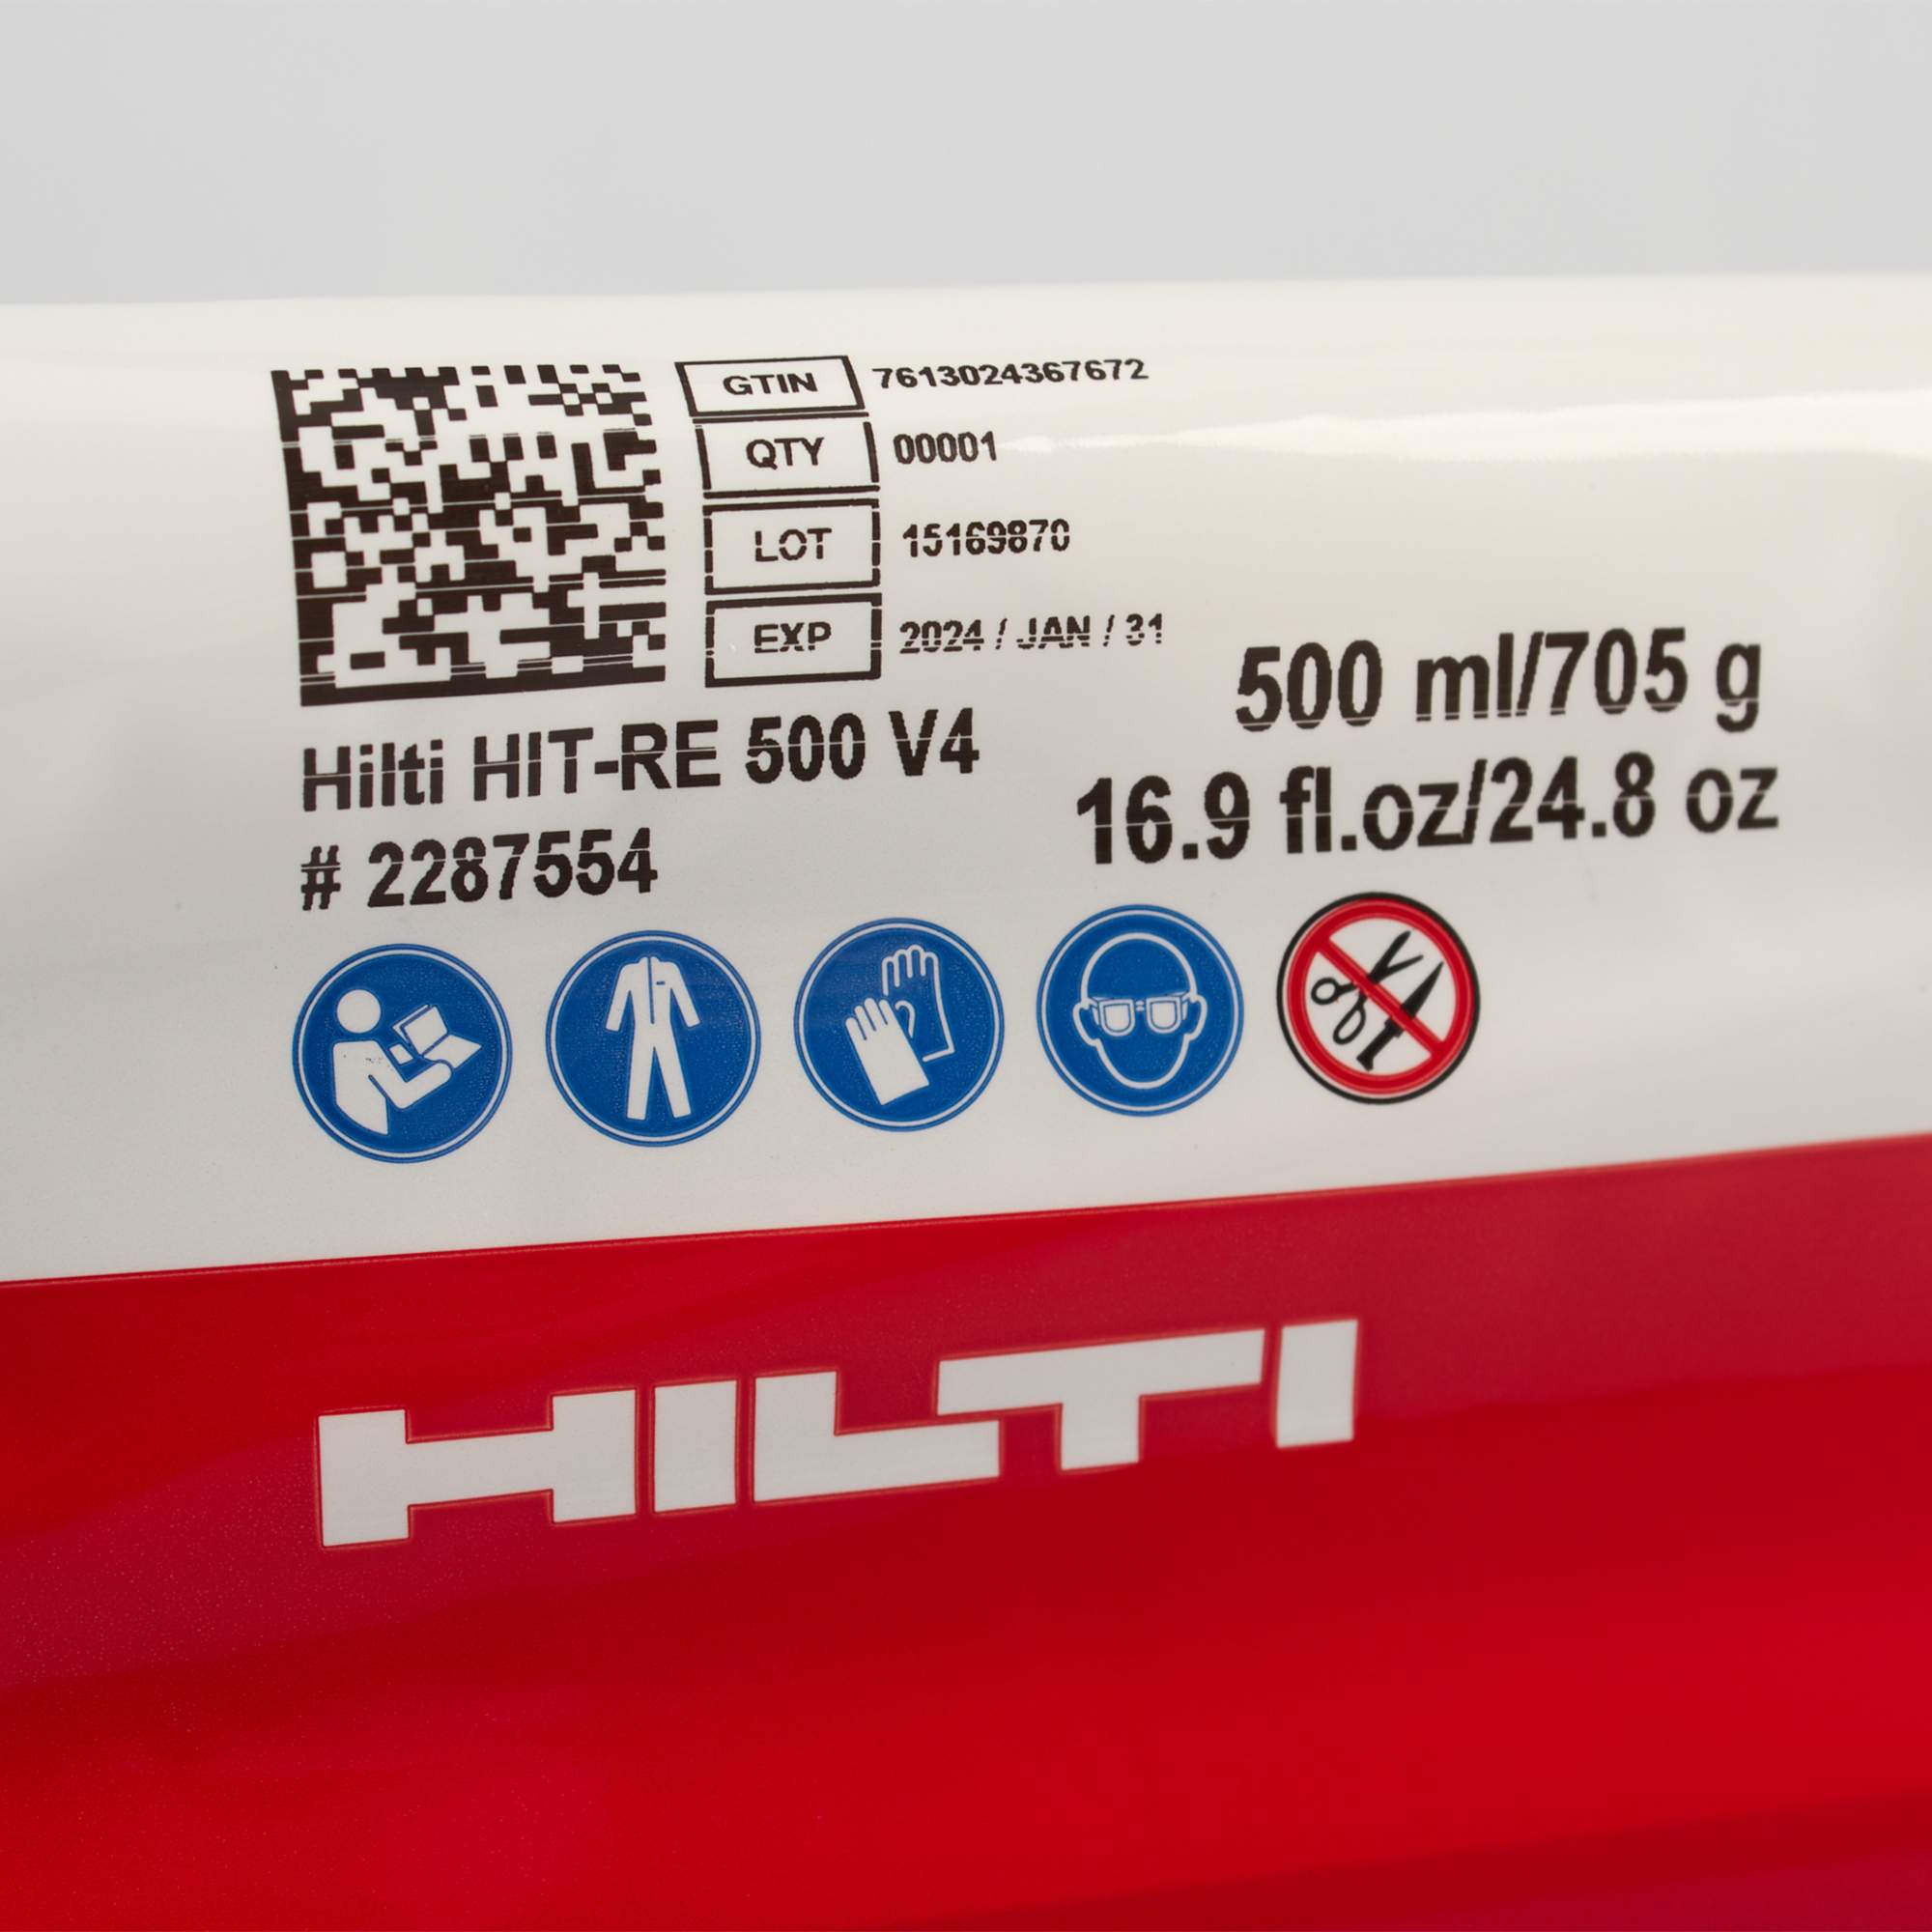 GTIN 7613024367672
QTY 00001
LOT 15169870
EXP 2024 / JAN / 31
500 ml/705 g
Hilti HIT-RE 500 V4
16.9 fl.oz/24.8 oz
# 2287554
HILTI